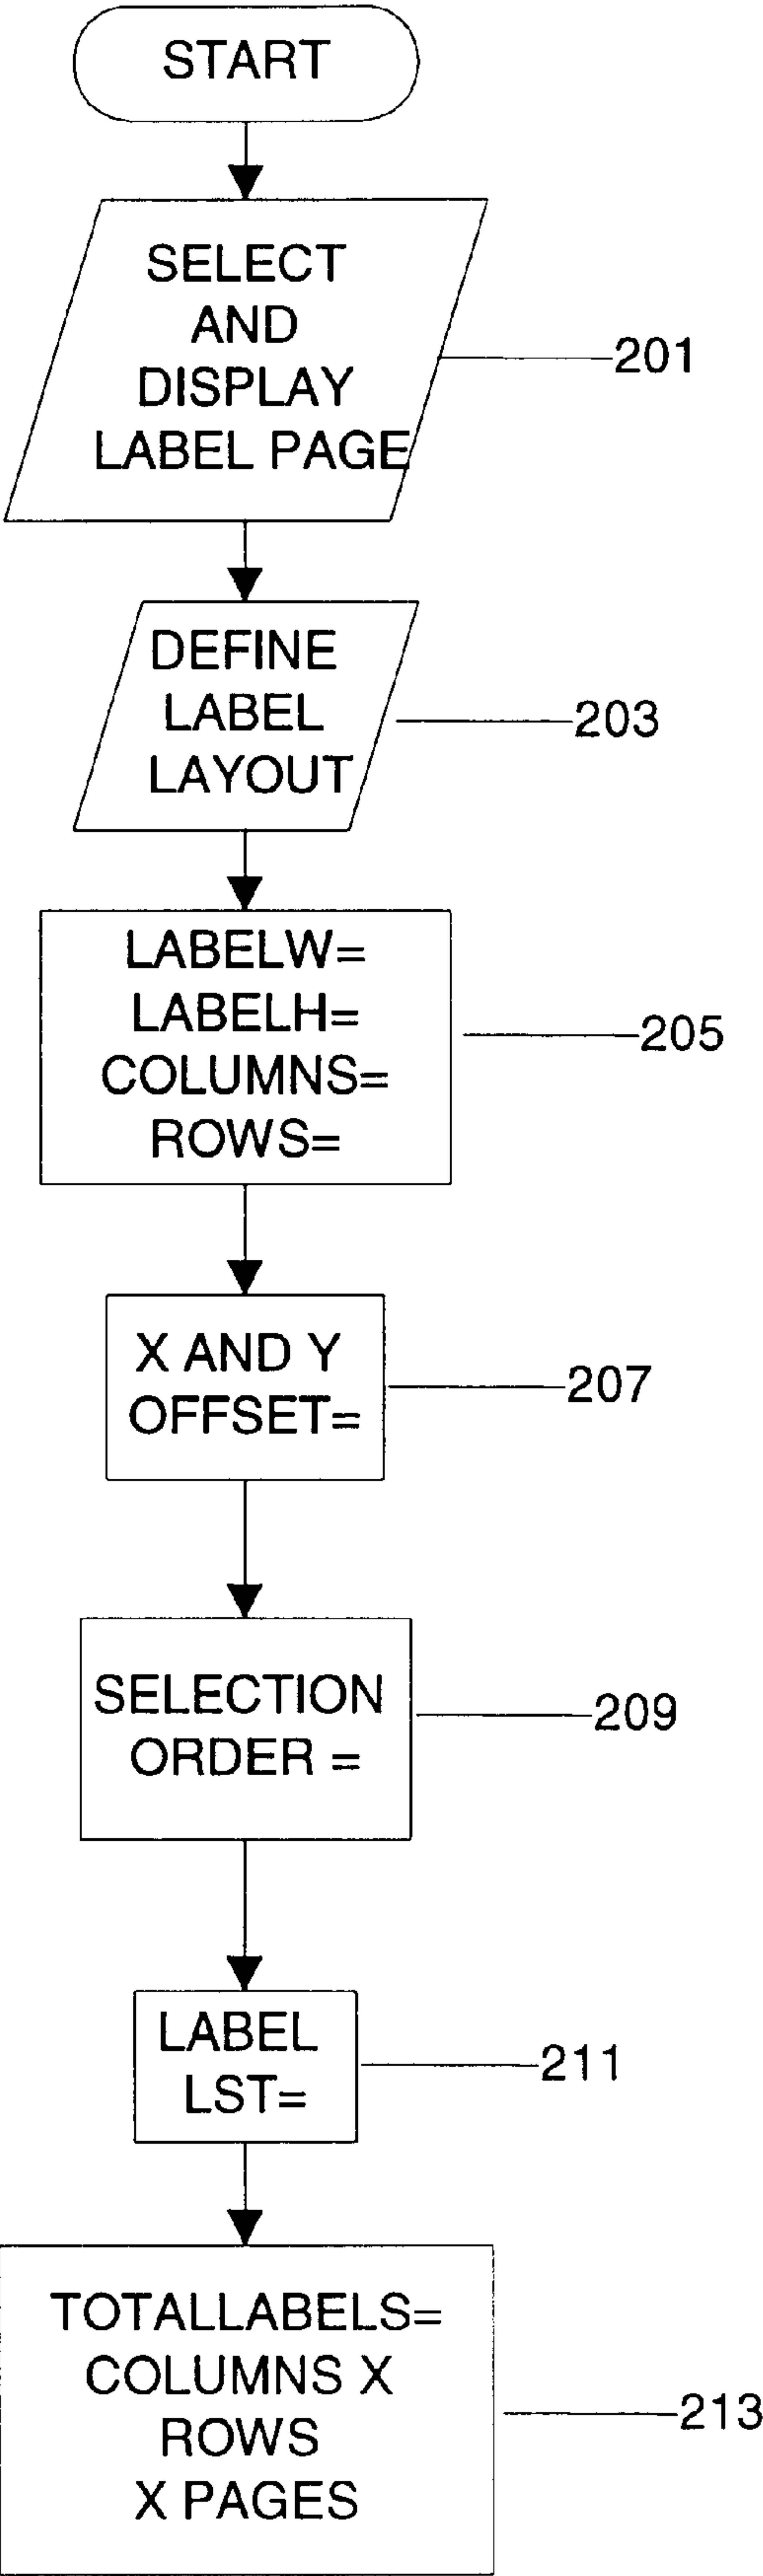 START
SELECT
AND
DISPLAY
LABEL PAGE
201
DEFINE
LABEL
LAYOUT
203
LABELW=
LABELH=
COLUMNS=
ROWS=
205
X AND Y
OFFSET=
207
SELECTION
ORDER =
209
LABEL
LST=
211
TOTALLABELS=
COLUMNS X
ROWS
X PAGES
213